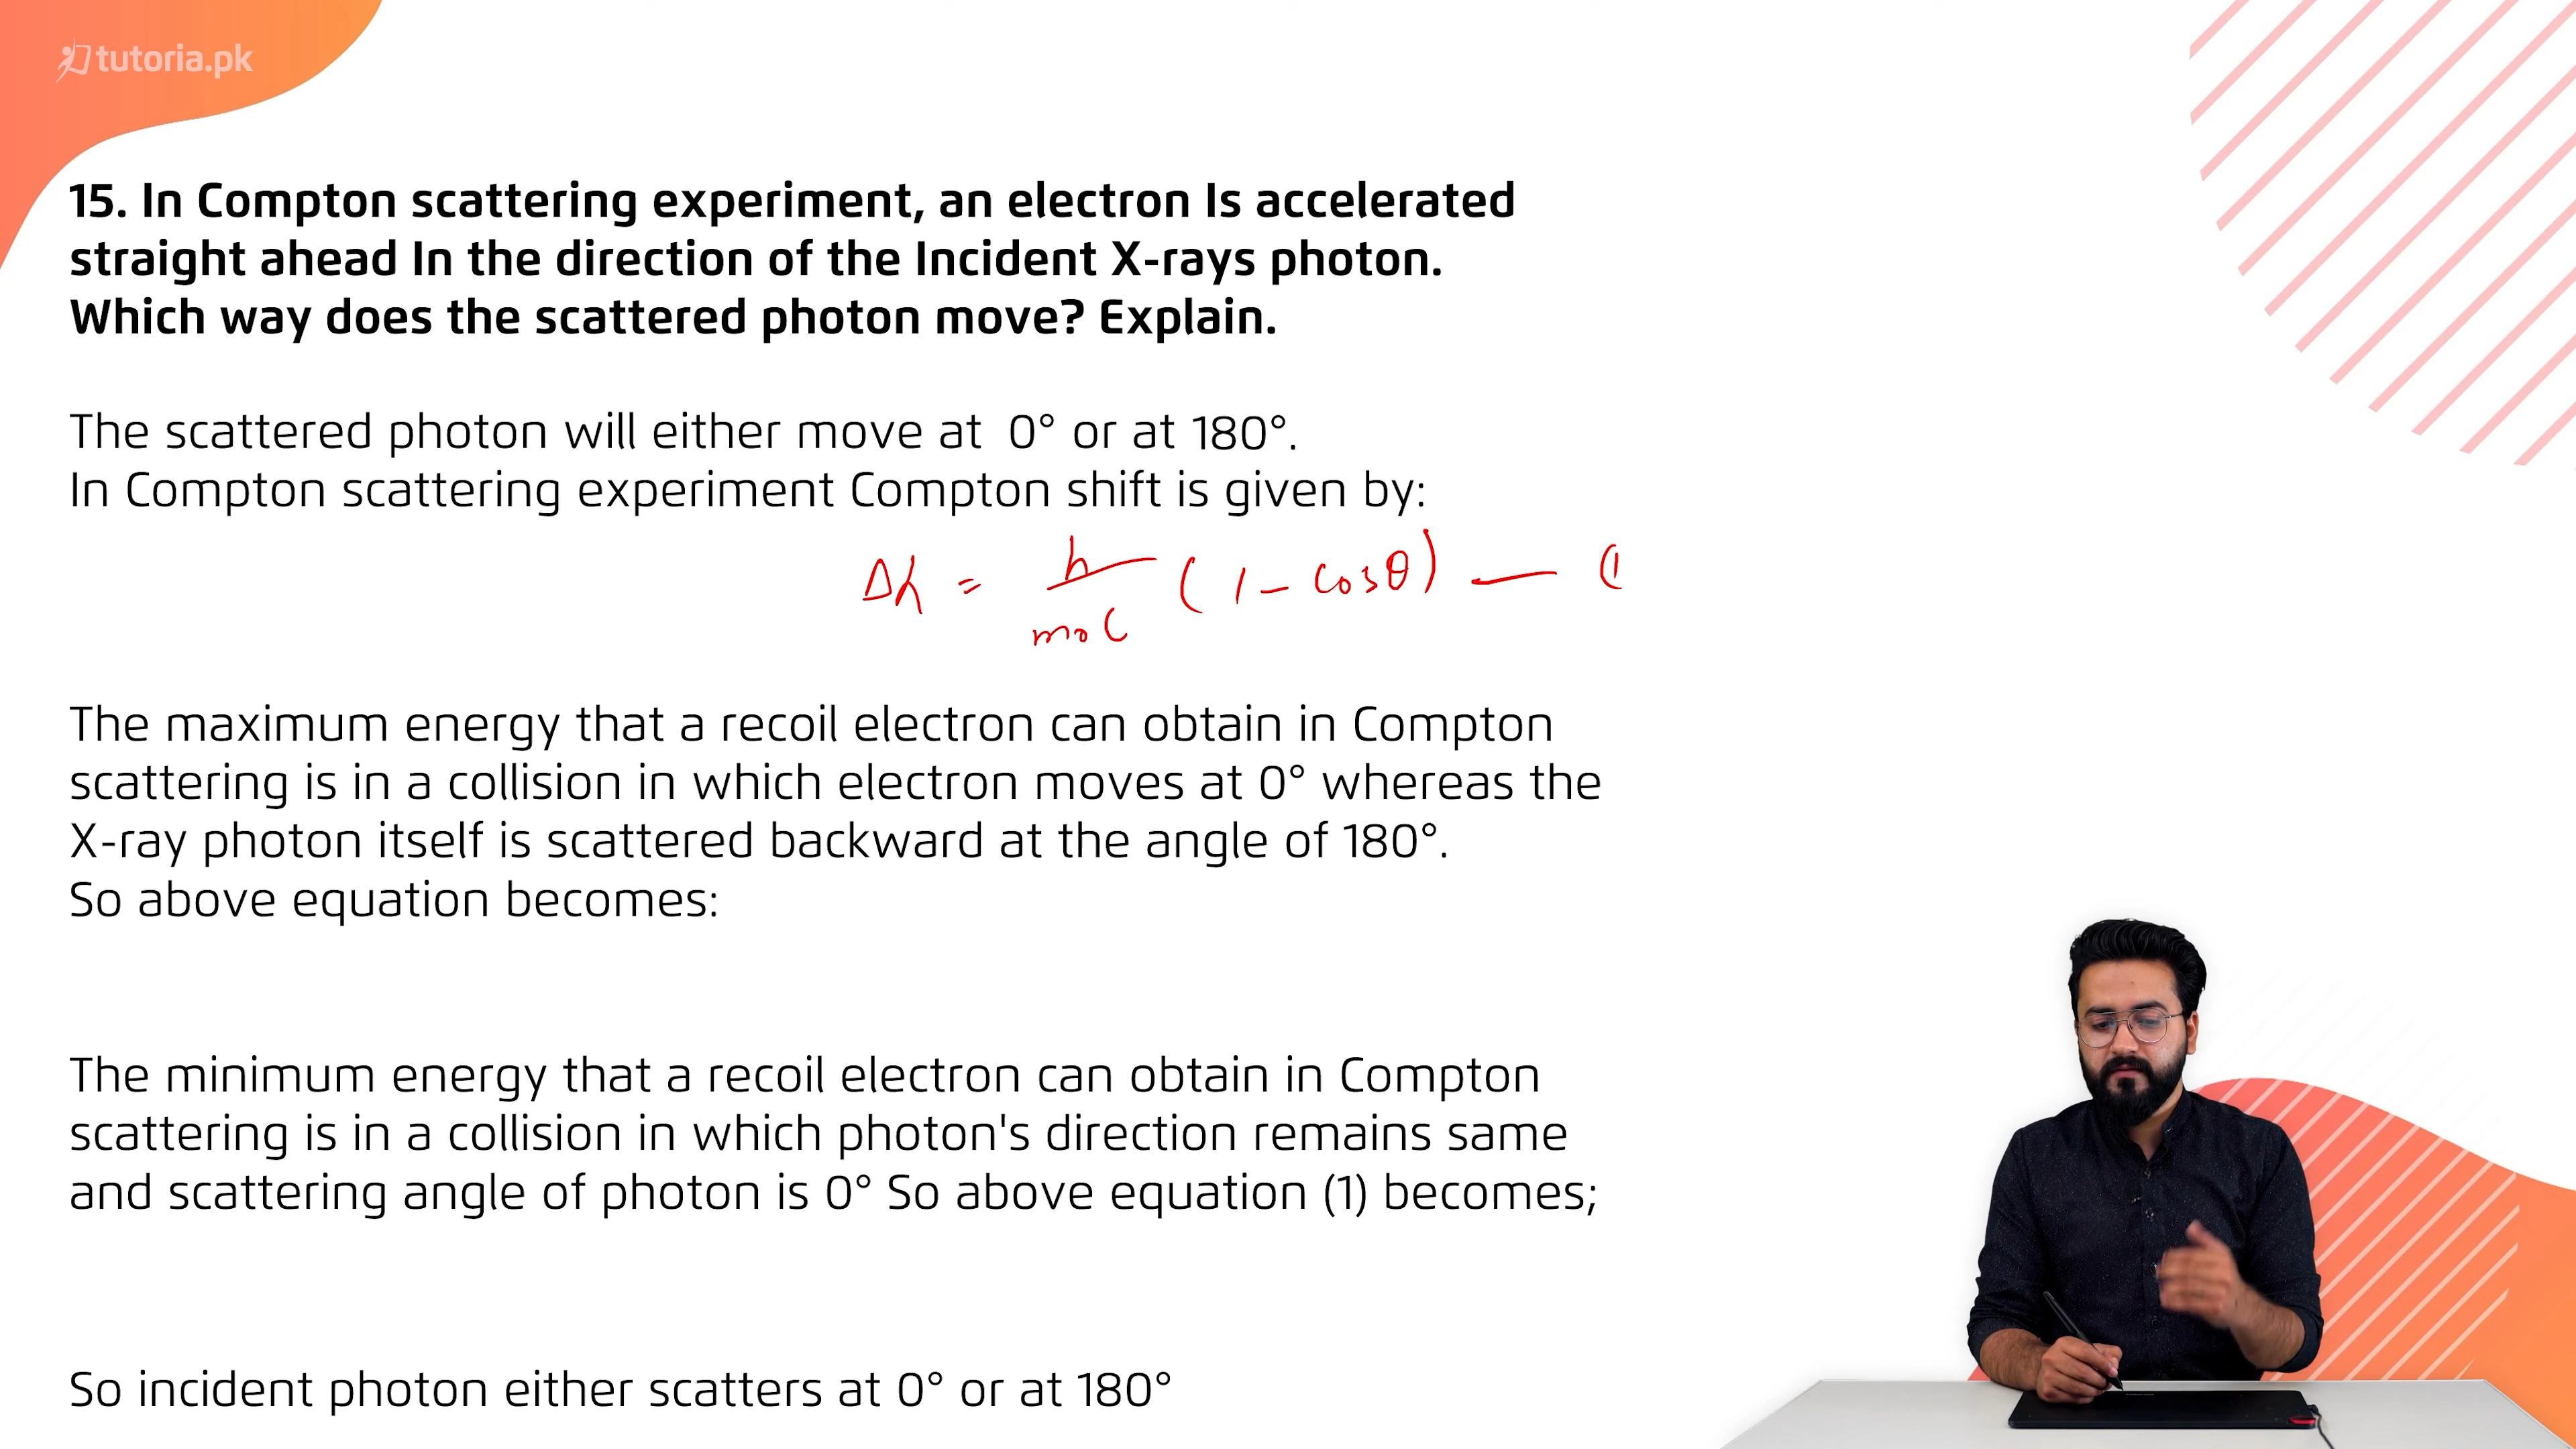 tutoria.pk
15. In Compton scattering experiment, an electron Is accelerated
straight ahead In the direction of the Incident X-rays photon.
Which way does the scattered photon move? Explain.
The scattered photon will either move at 0° or at 180°.
In Compton scattering experiment Compton shift is given by:
Δλ = h/m₀c (1 - cosθ) — (1
The maximum energy that a recoil electron can obtain in Compton
scattering is in a collision in which electron moves at 0° whereas the
X-ray photon itself is scattered backward at the angle of 180°.
So above equation becomes:
The minimum energy that a recoil electron can obtain in Compton
scattering is in a collision in which photon's direction remains same
and scattering angle of photon is 0° So above equation (1) becomes;
So incident photon either scatters at 0° or at 180°